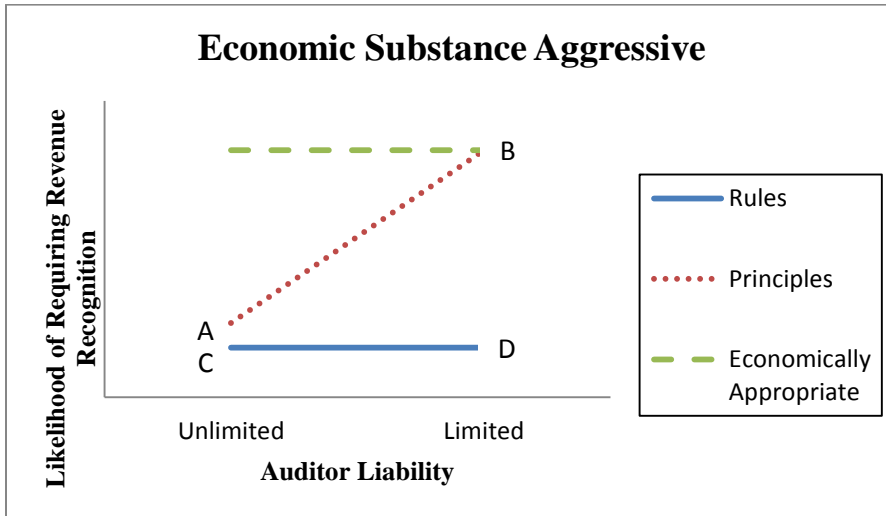 Economic Substance Aggressive
Likelihood of Requiring Revenue
Recognition
A
C
B
D
Unlimited
Limited
Auditor Liability
Rules
Principles
Economically
Appropriate